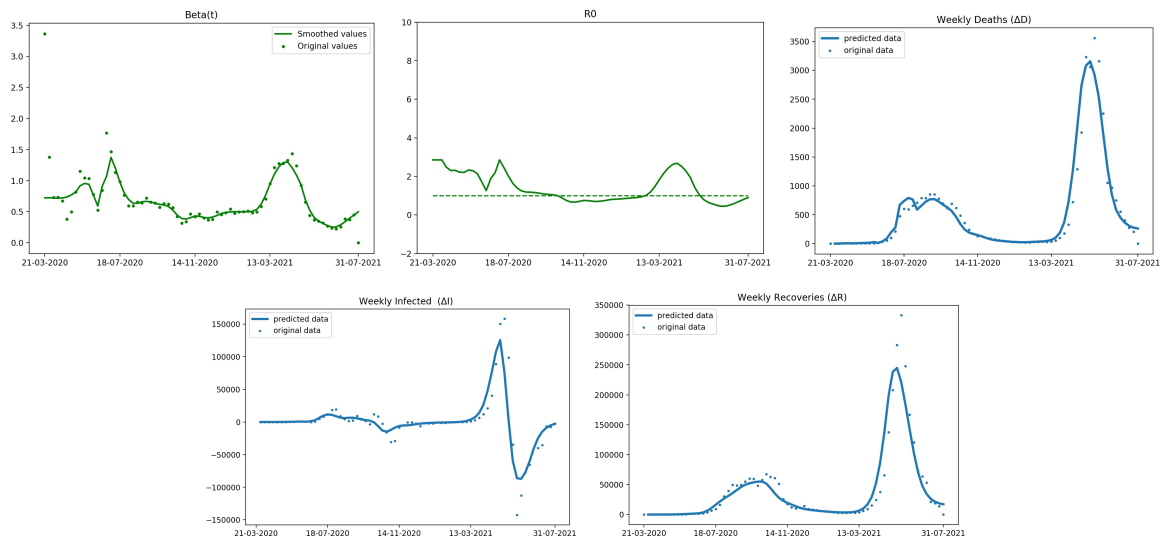 Beta(t)
3.5
3.0
2.5
2.0
1.5
1.0
0.5
0.0
Smoothed values
Original values
21-03-2020 18-07-2020 14-11-2020 13-03-2021 31-07-2021
R0
10
8
6
4
2
0
−2
21-03-2020 18-07-2020 14-11-2020 13-03-2021 31-07-2021
Weekly Deaths (ΔD)
3500
3000
2500
2000
1500
1000
500
0
predicted data
original data
21-03-2020 18-07-2020 14-11-2020 13-03-2021 31-07-2021
Weekly Infected (ΔI)
150000
100000
50000
0
−50000
−100000
−150000
predicted data
original data
21-03-2020 18-07-2020 14-11-2020 13-03-2021 31-07-2021
Weekly Recoveries (ΔR)
350000
300000
250000
200000
150000
100000
50000
0
predicted data
original data
21-03-2020 18-07-2020 14-11-2020 13-03-2021 31-07-2021